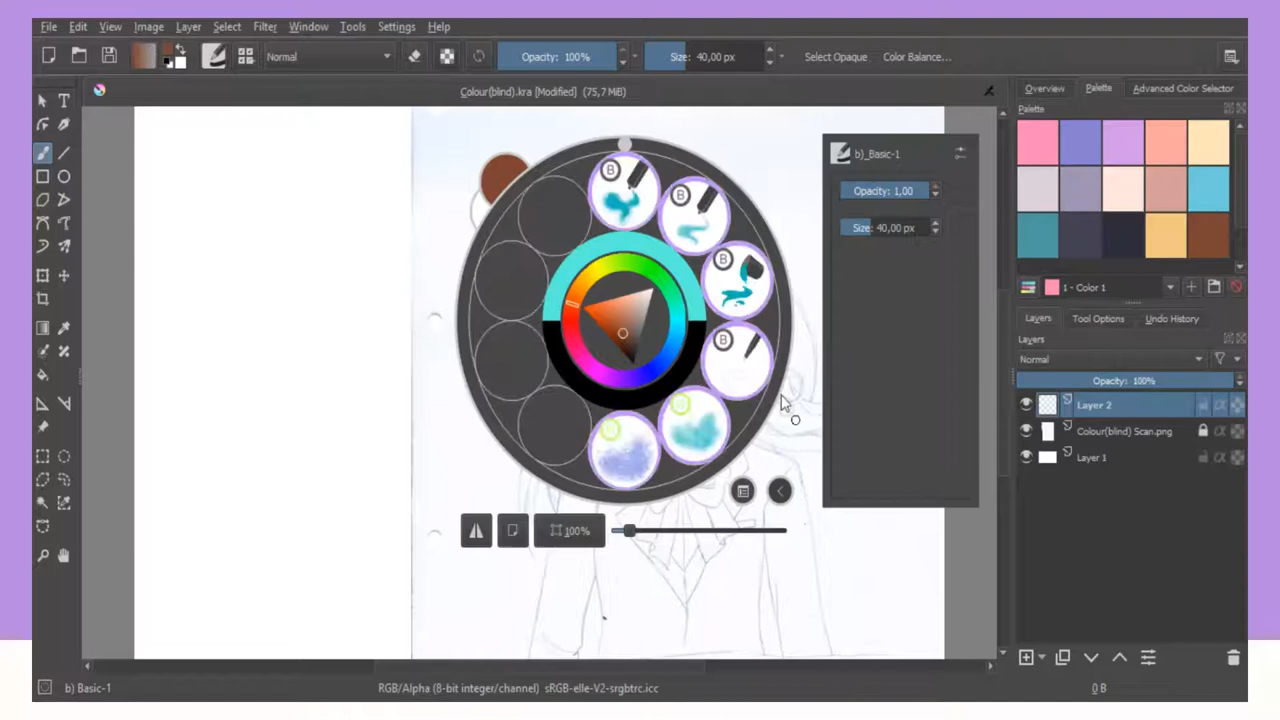 File Edit View Image Layer Select Filter Window Tools Settings Help
Normal Opacity: 100% Size: 40,00 px Select Opaque Color Balance...
Colour(blind).kra [Modified] (75,7 MiB)
Overview Palette Advanced Color Selector
Palette
b)_Basic-1
Opacity: 1,00
Size: 40,00 px
B
B
B
B
1 - Color 1
Layers Tool Options Undo History
Layers
Normal
Opacity: 100%
Layer 2
Colour(blind) Scan.png
Layer 1
100%
b) Basic-1 RGB/Alpha (8-bit integer/channel) sRGB-elle-V2-srgbtrc.icc 0 B